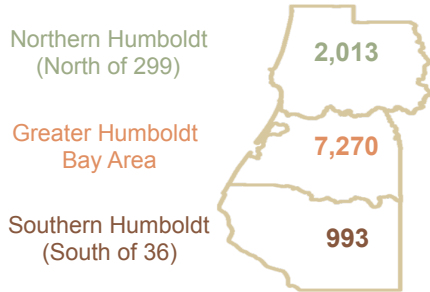 Northern Humboldt
(North of 299)
2,013
Greater Humboldt
Bay Area
7,270
Southern Humboldt
(South of 36)
993